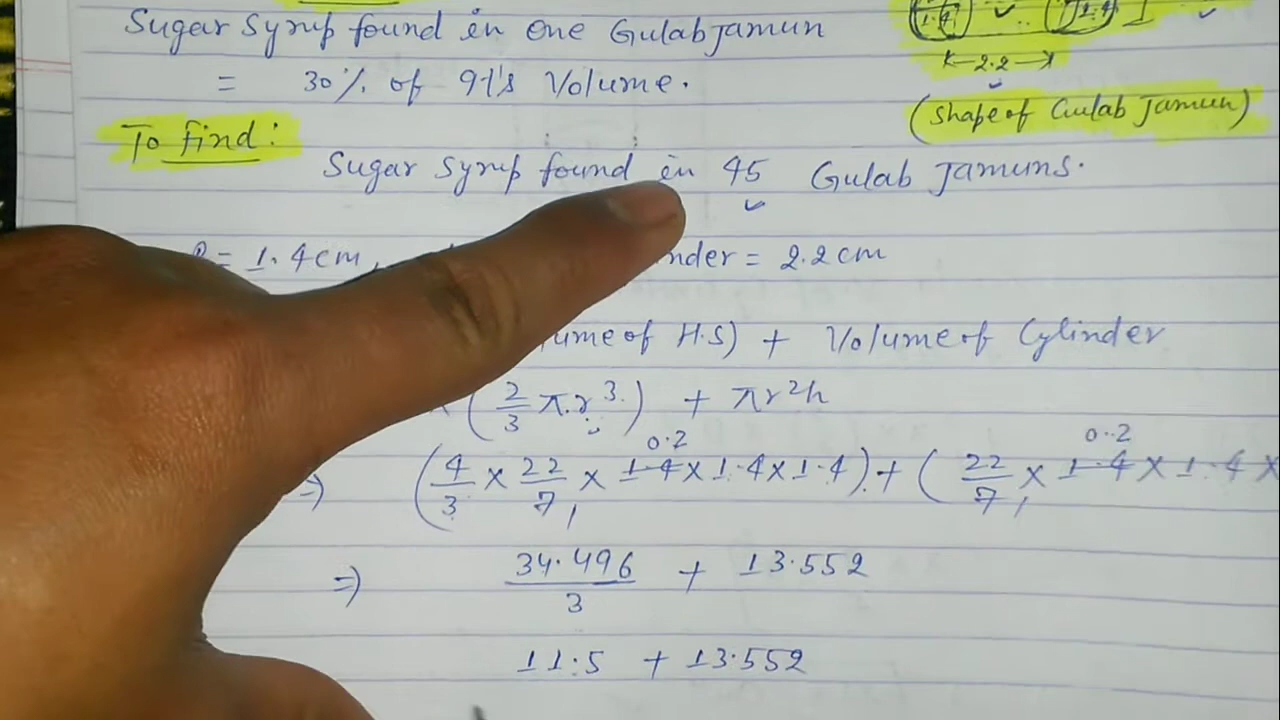 Sugar Syrup found in One Gulabjamun
= 30% of It's Volume.
2.2
(Shape of Gulab Jamun)
To find:
Sugar Syrup found in 45 Gulab Jamuns.
= 1.4cm, nder = 2.2cm
ume of H.S) + Volume of Cylinder
(2/3 π.r³.) + πr²h
0.2 0.2
=) (4/3 × 22/7 × 1.4 × 1.4 × 1.4) + (22/7 × 1.4 × 1.4 ×
=) 34.496/3 + 13.552
11.5 + 13.552